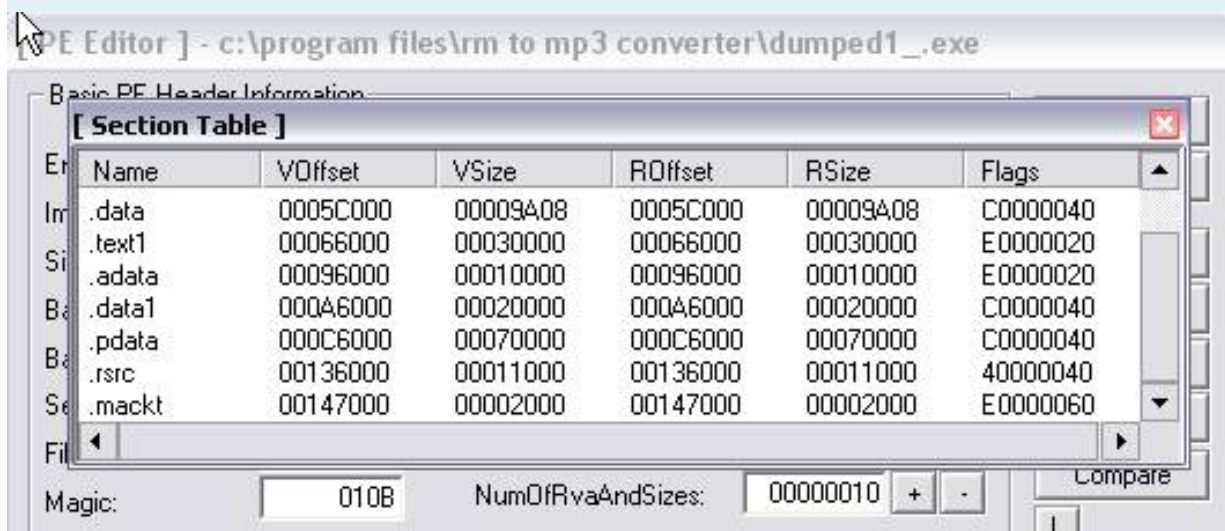 PE Editor ] - c:\program files\rm to mp3 converter\dumped1_.exe
Basic PE Header Information
[ Section Table ]
Name VOffset VSize ROffset RSize Flags
.data 0005C000 00009A08 0005C000 00009A08 C0000040
.text1 00066000 00030000 00066000 00030000 E0000020
.adata 00096000 00010000 00096000 00010000 E0000020
.data1 000A6000 00020000 000A6000 00020000 C0000040
.pdata 000C6000 00070000 000C6000 00070000 C0000040
.rsrc 00136000 00011000 00136000 00011000 40000040
.mackt 00147000 00002000 00147000 00002000 E0000060
Compare
Magic: 010B NumOfRvaAndSizes: 00000010 + -